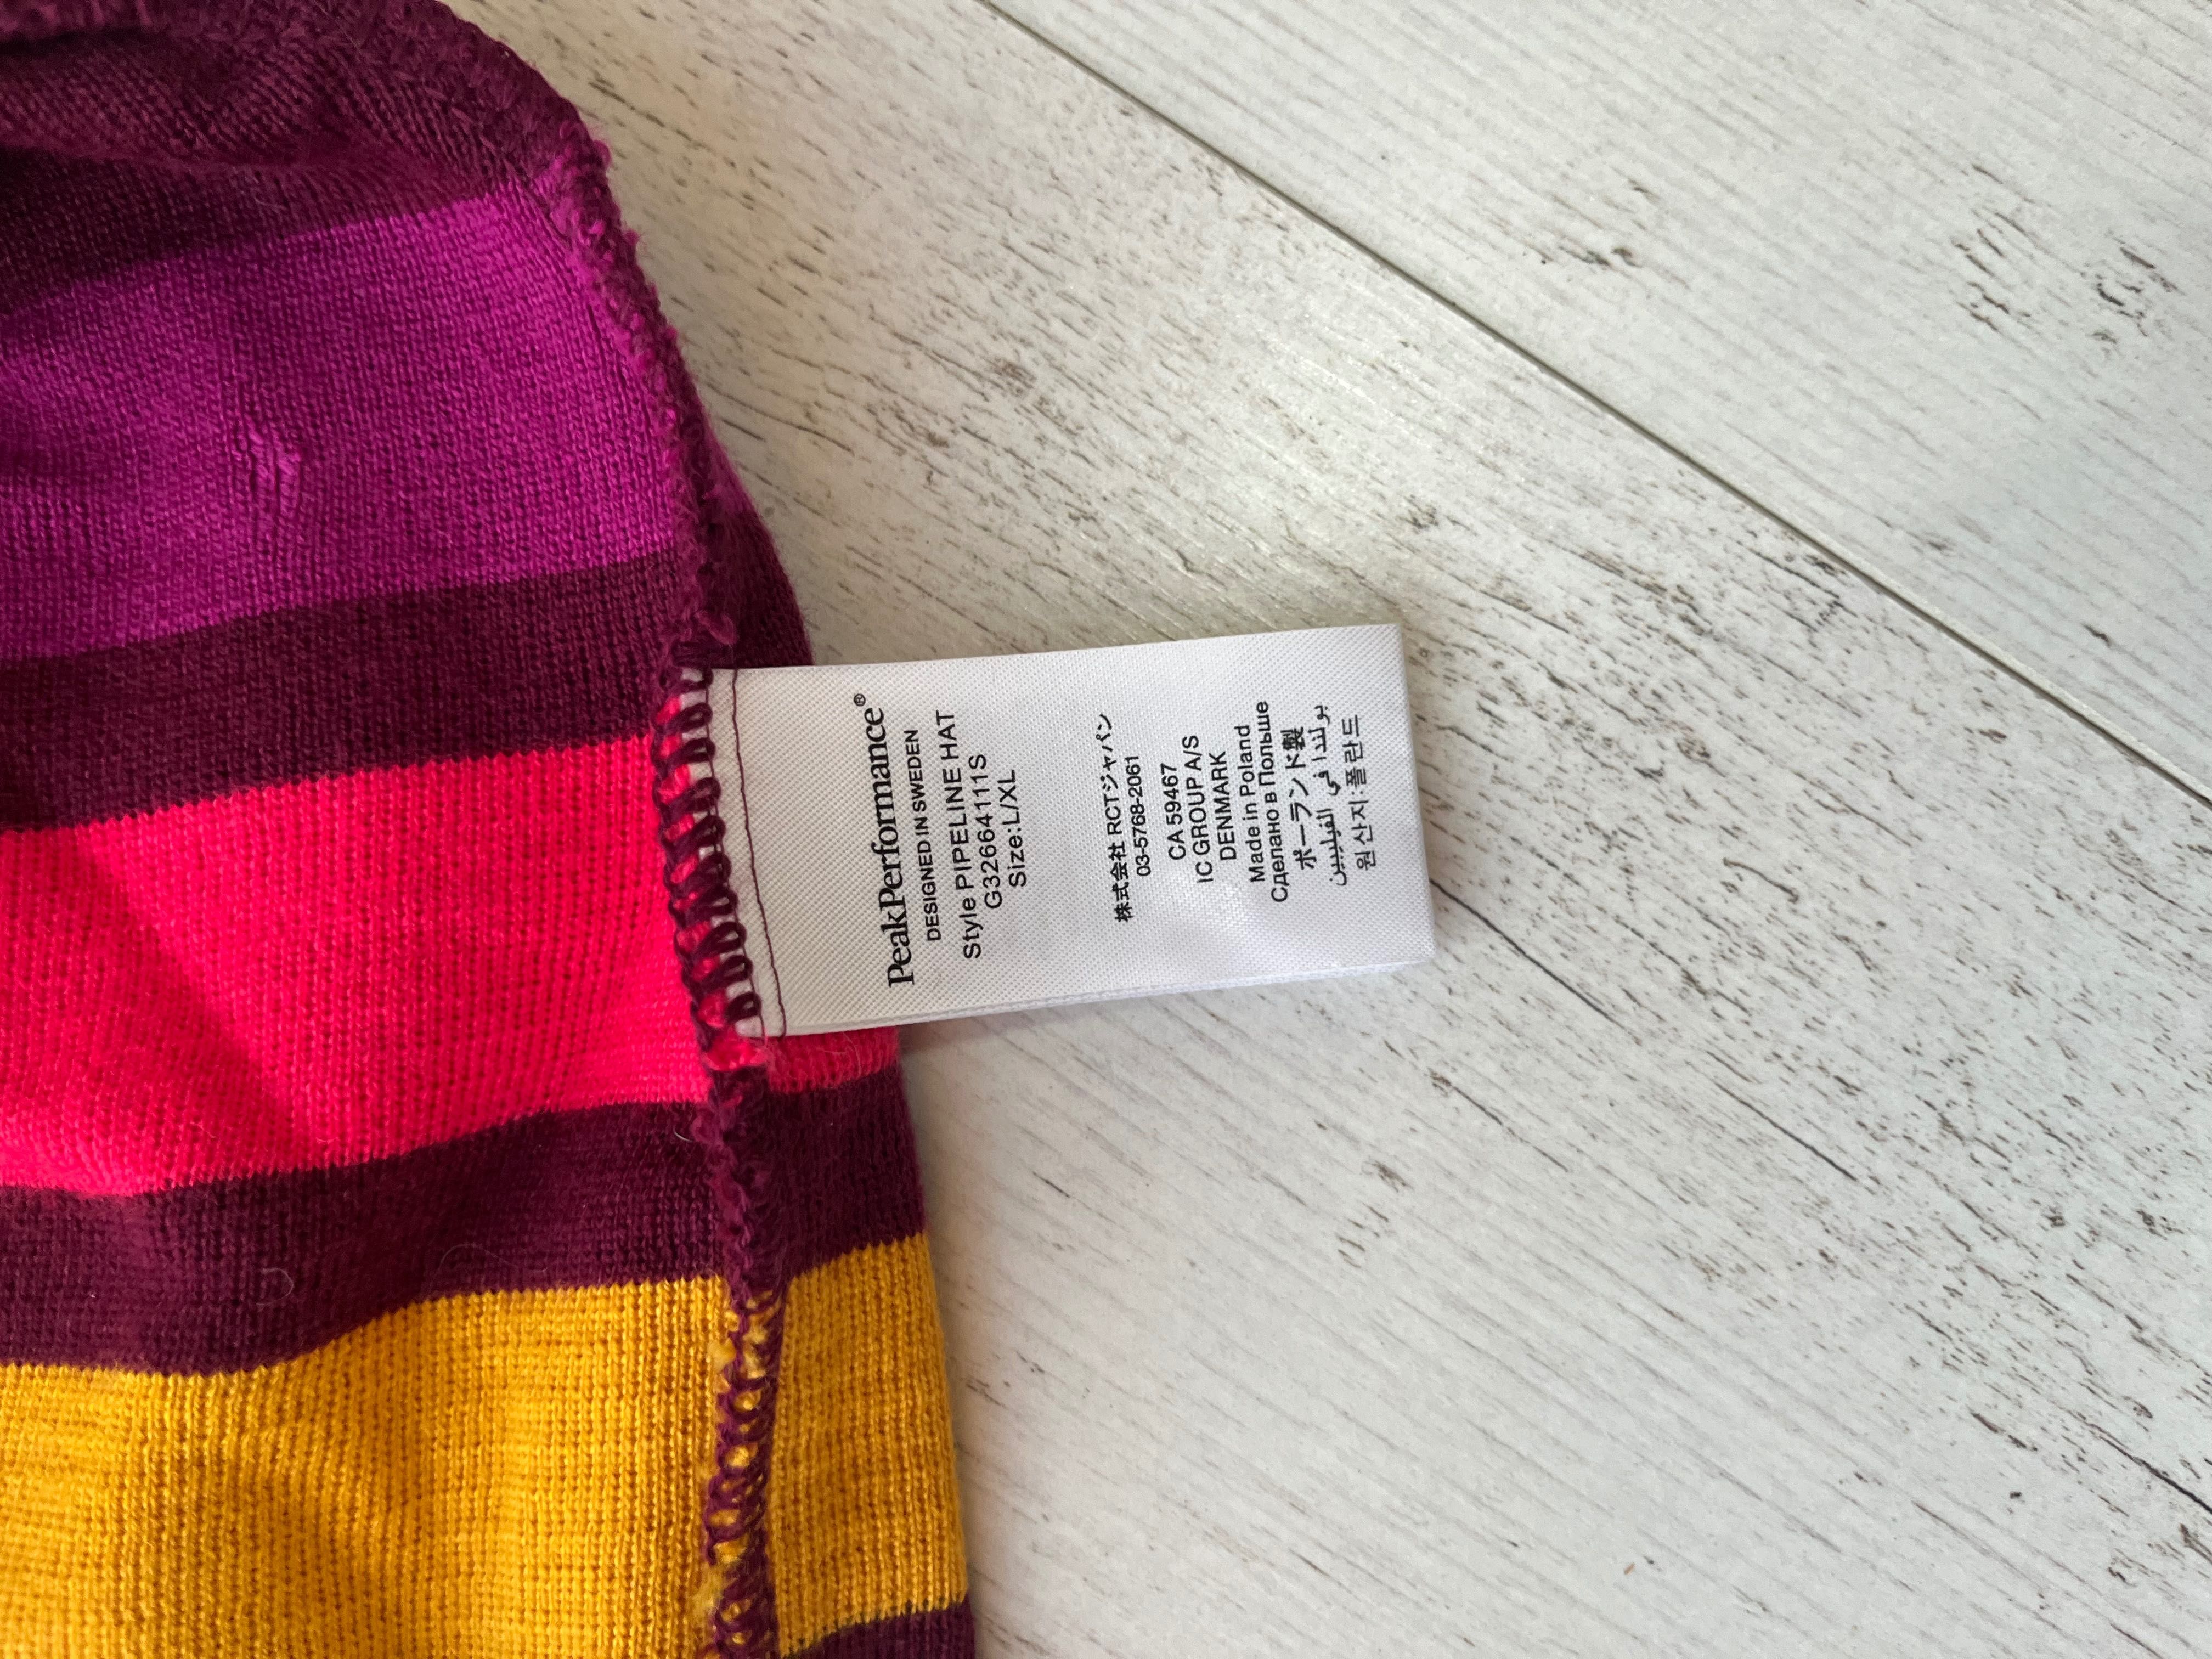 PeakPerformance®
DESIGNED IN SWEDEN
Style PIPELINE HAT
G32664111S
Size:L/XL
株式会社 RCTジャパン
03-5768-2061
CA 59467
IC GROUP A/S
DENMARK
Made in Poland
Сделано в Польше
ポーランド製
بولندا في الفيليبين
원산지:폴란드